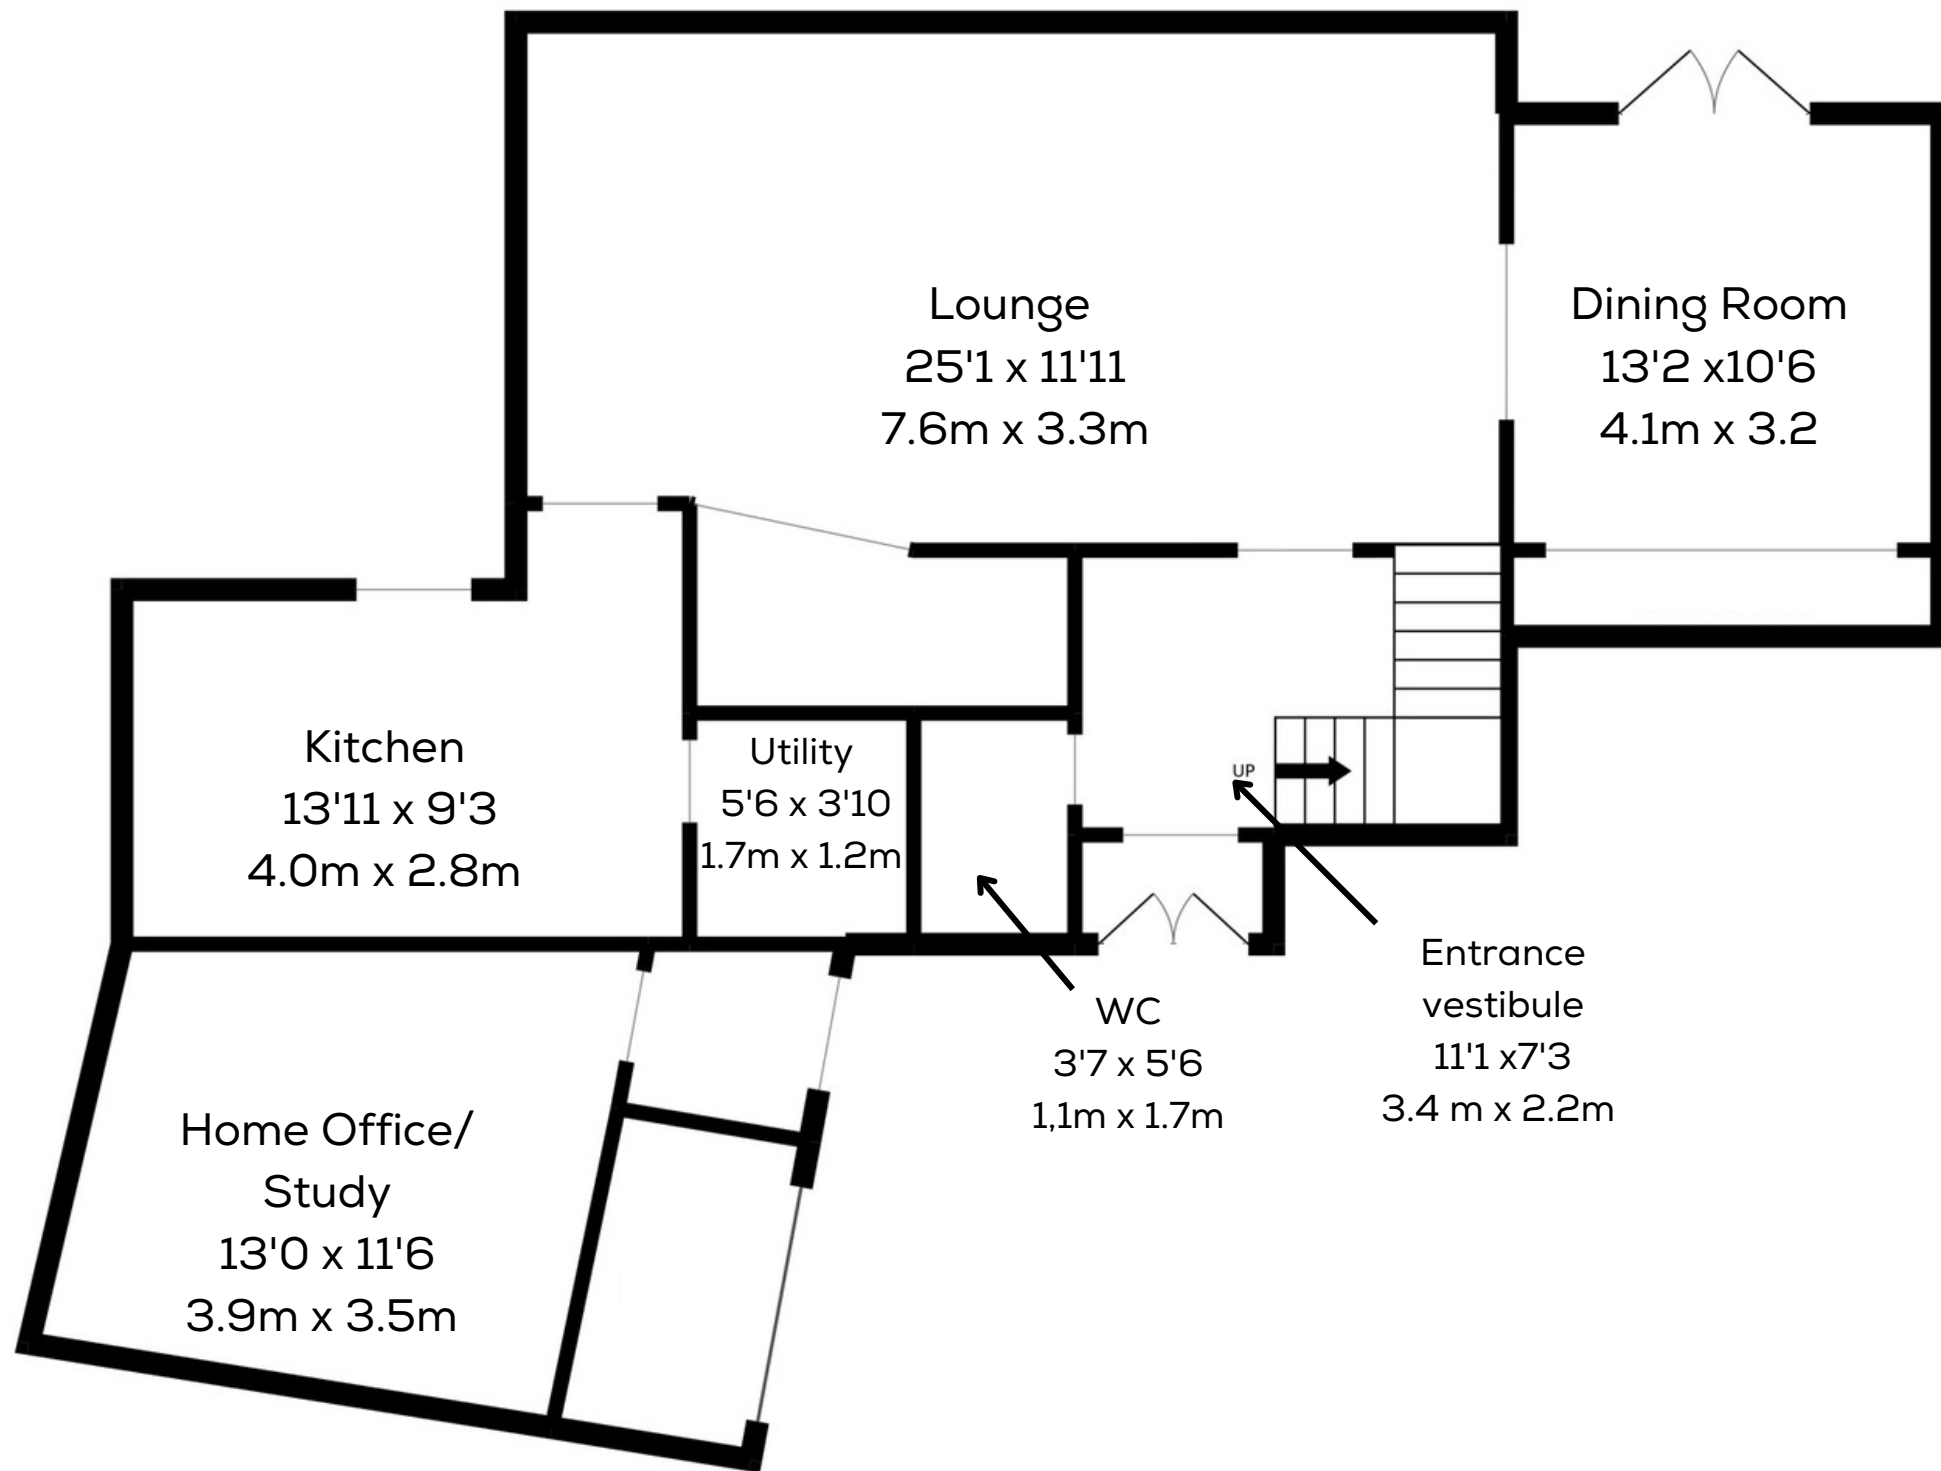 Lounge
25'1 x 11'11
7.6m x 3.3m
Dining Room
13'2 x10'6
4.1m x 3.2
Kitchen
13'11 x 9'3
4.0m x 2.8m
Utility
5'6 x 3'10
1.7m x 1.2m
UP
Entrance
vestibule
11'1 x7'3
3.4 m x 2.2m
WC
3'7 x 5'6
1,1m x 1.7m
Home Office/
Study
13'0 x 11'6
3.9m x 3.5m